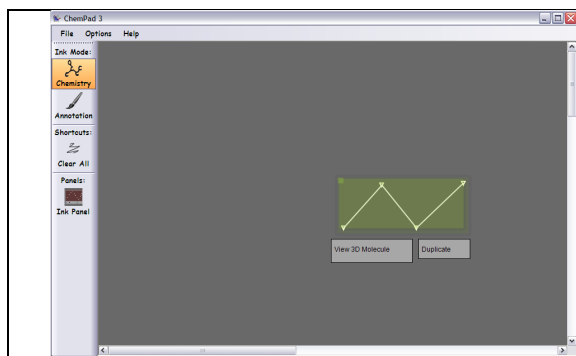 ChemPad 3
File Options Help
Ink Mode:
Chemistry
Annotation
Shortcuts:
Clear All
Panels:
Ink Panel
View 3D Molecule
Duplicate